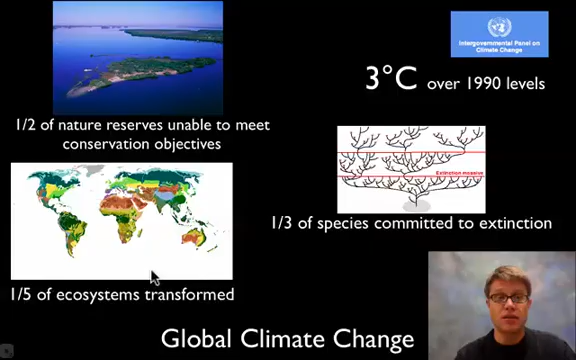 Intergovernmental Panel on
Climate Change
3°C over 1990 levels
1/2 of nature reserves unable to meet
conservation objectives
Extinction massive
1/3 of species committed to extinction
1/5 of ecosystems transformed
Global Climate Change